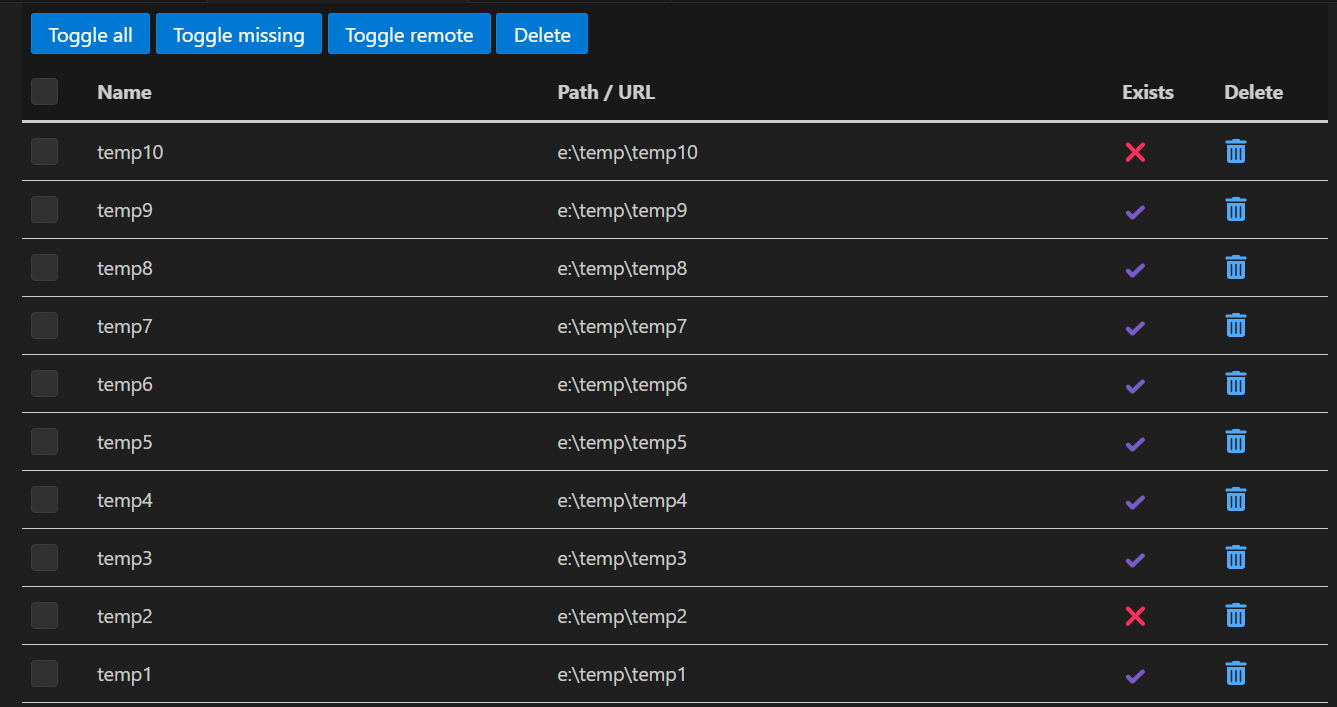 Toggle all Toggle missing Toggle remote Delete
Name Path / URL Exists Delete
temp10 e:\temp\temp10
temp9 e:\temp\temp9
temp8 e:\temp\temp8
temp7 e:\temp\temp7
temp6 e:\temp\temp6
temp5 e:\temp\temp5
temp4 e:\temp\temp4
temp3 e:\temp\temp3
temp2 e:\temp\temp2
temp1 e:\temp\temp1